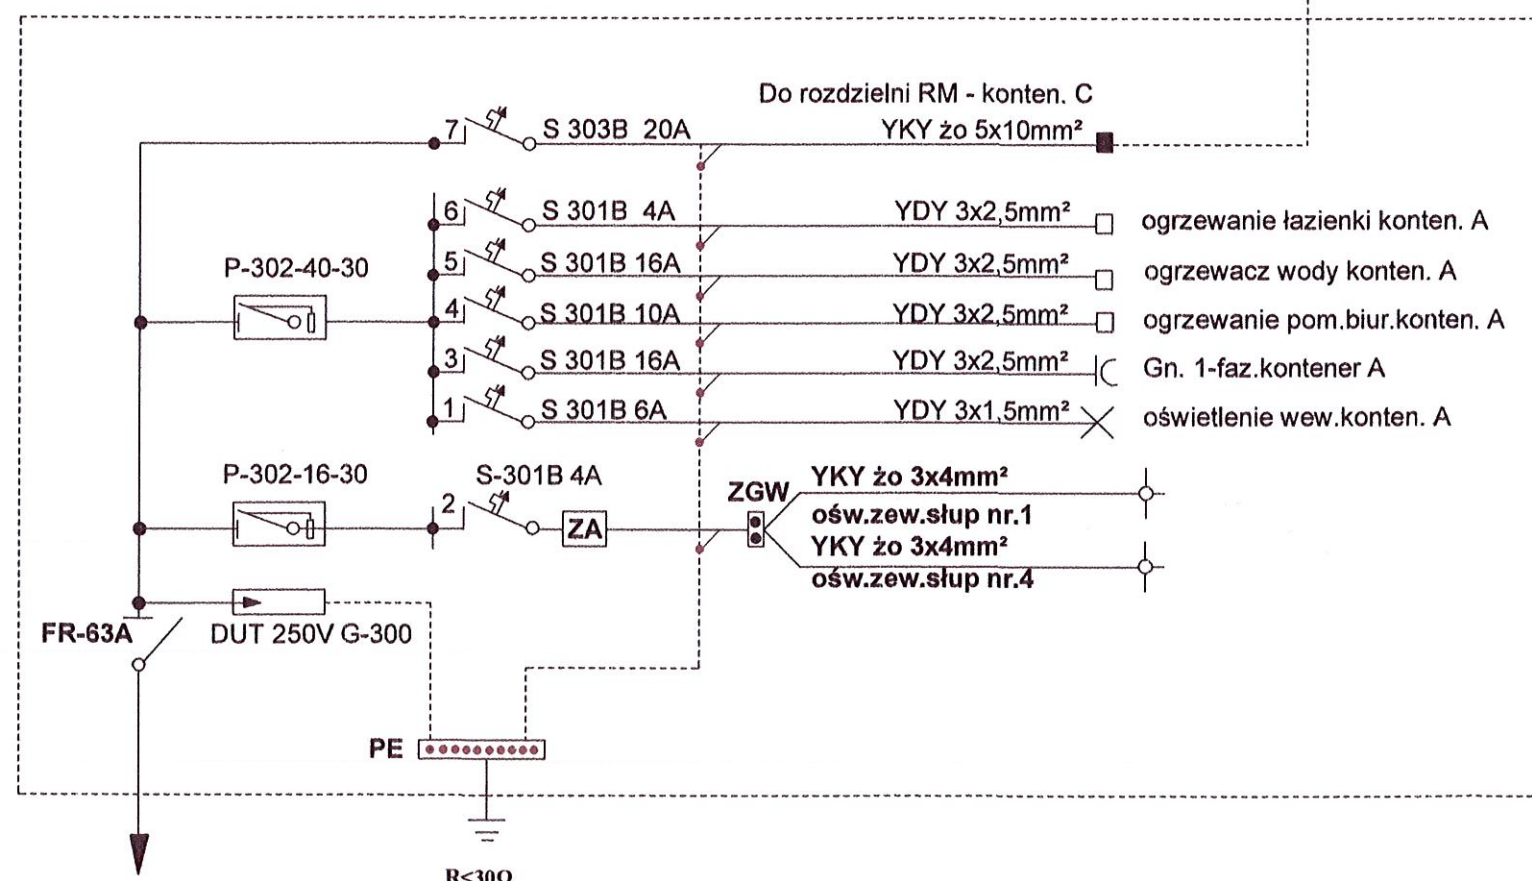 Do rozdzielni RM - konten. C
7 S 303B 20A YKY żo 5x10mm²
6 S 301B 4A YDY 3x2,5mm² ogrzewanie łazienki konten. A
5 S 301B 16A YDY 3x2,5mm² ogrzewacz wody konten. A
P-302-40-30
4 S 301B 10A YDY 3x2,5mm² ogrzewanie pom.biur.konten. A
3 S 301B 16A YDY 3x2,5mm² Gn. 1-faz.kontener A
1 S 301B 6A YDY 3x1,5mm² oświetlenie wew.konten. A
P-302-16-30 S-301B 4A YKY żo 3x4mm²
2 ZGW
ZA ośw.zew.słup nr.1
YKY żo 3x4mm²
ośw.zew.słup nr.4
FR-63A DUT 250V G-300
PE
R<30Ω